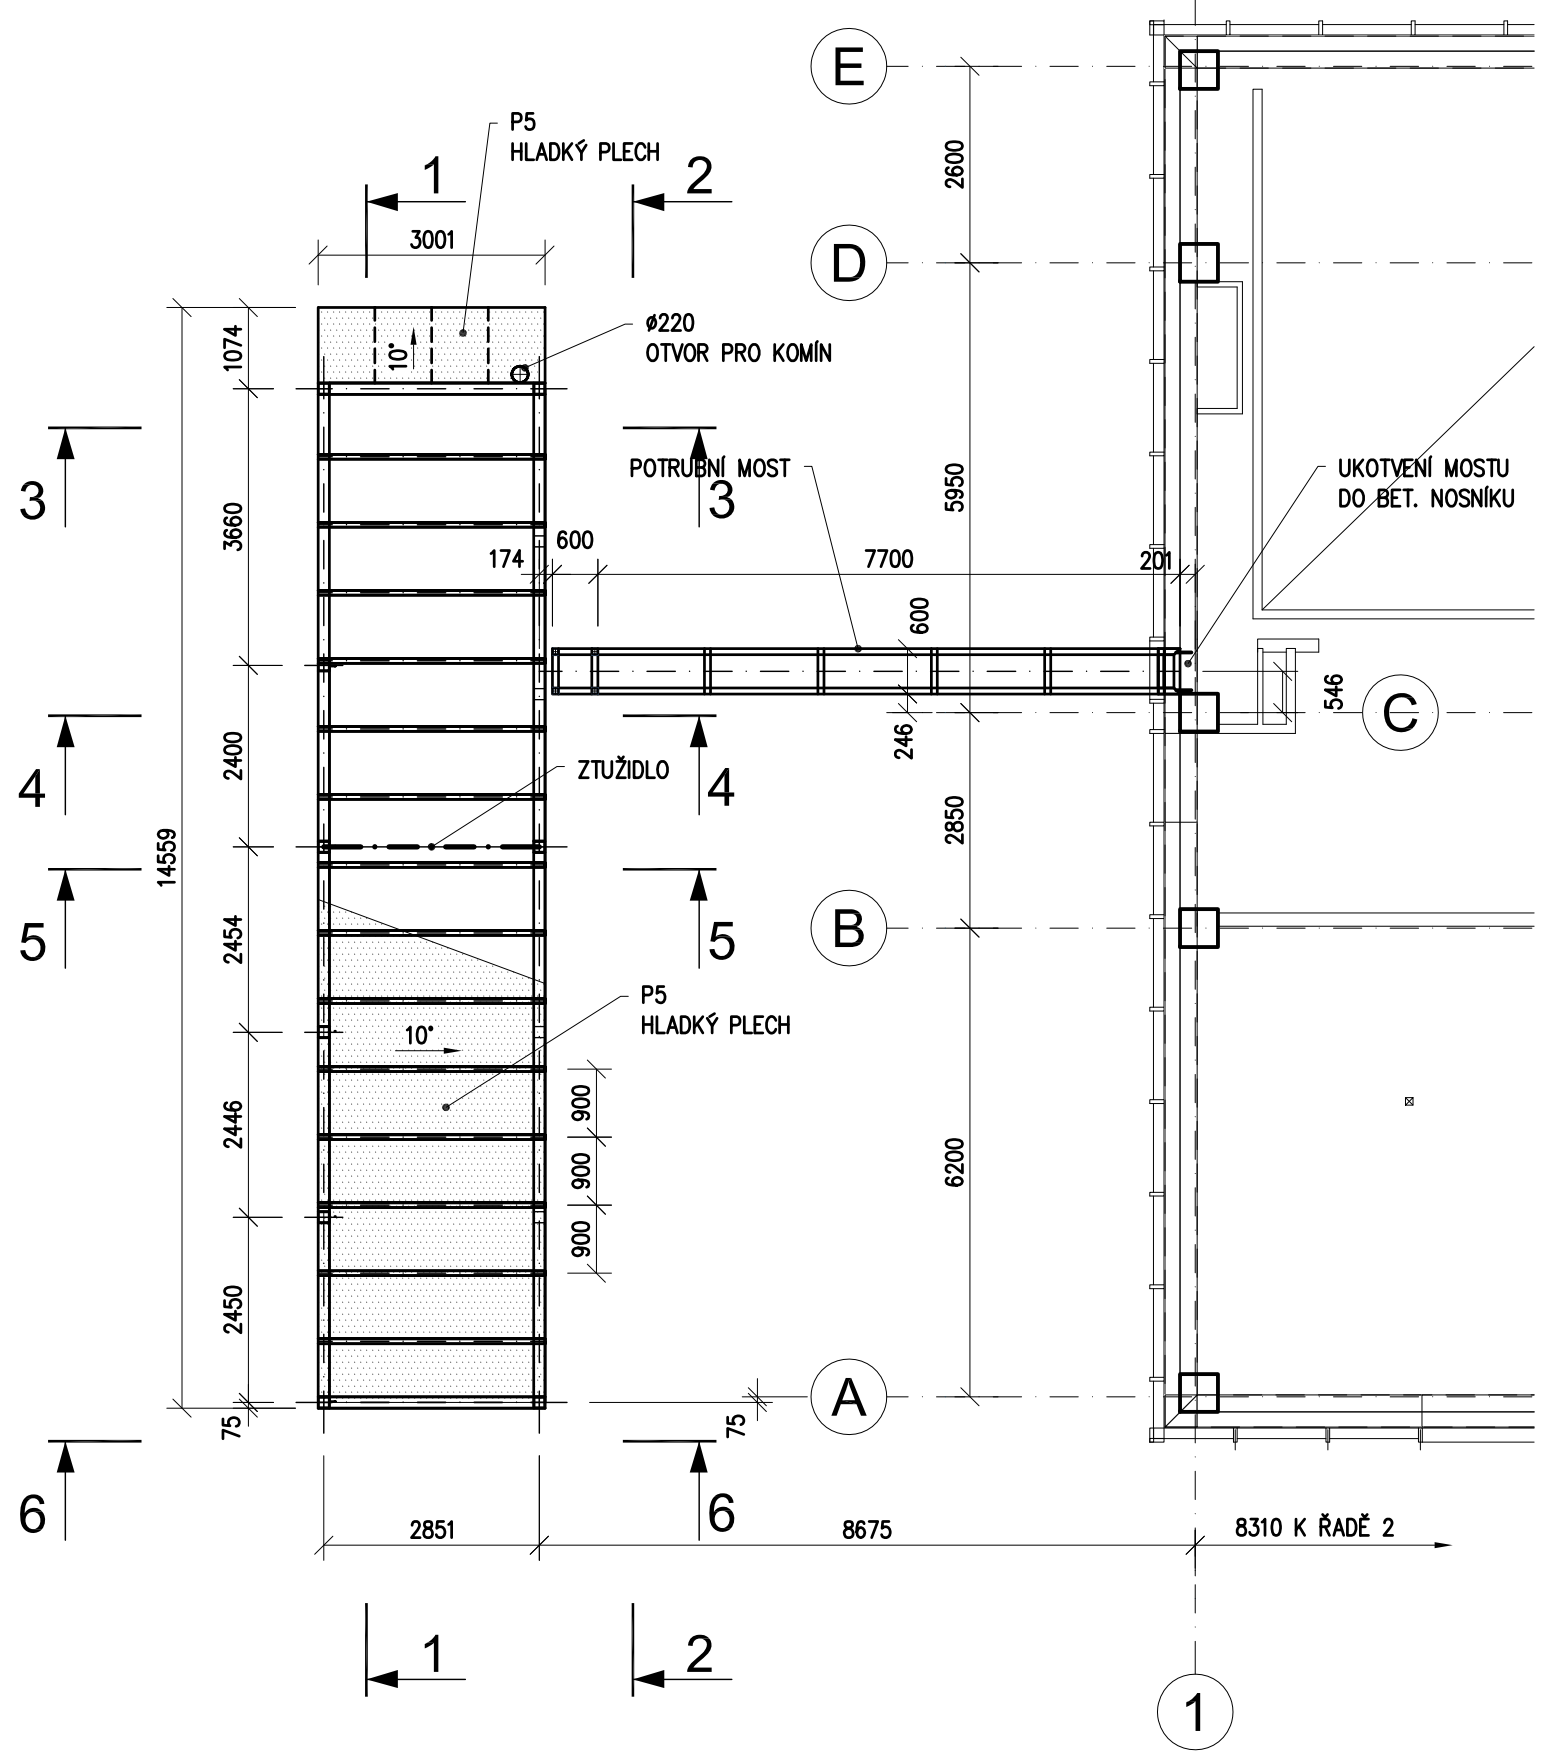 E
2600
P5
HLADKÝ PLECH
1
2
3001
D
1074
10°
ø220
OTVOR PRO KOMÍN
3
3
3660
POTRUBNÍ MOST
5950
UKOTVENÍ MOSTU
DO BET. NOSNÍKU
174
600
7700
201
600
546
C
246
4
4
2400
ZTUŽIDLO
2850
14559
5
5
2454
B
P5
HLADKÝ PLECH
10°
900
2446
900
6200
900
2450
A
75
75
6
6
2851
8675
8310 K ŘADĚ 2
1
2
1